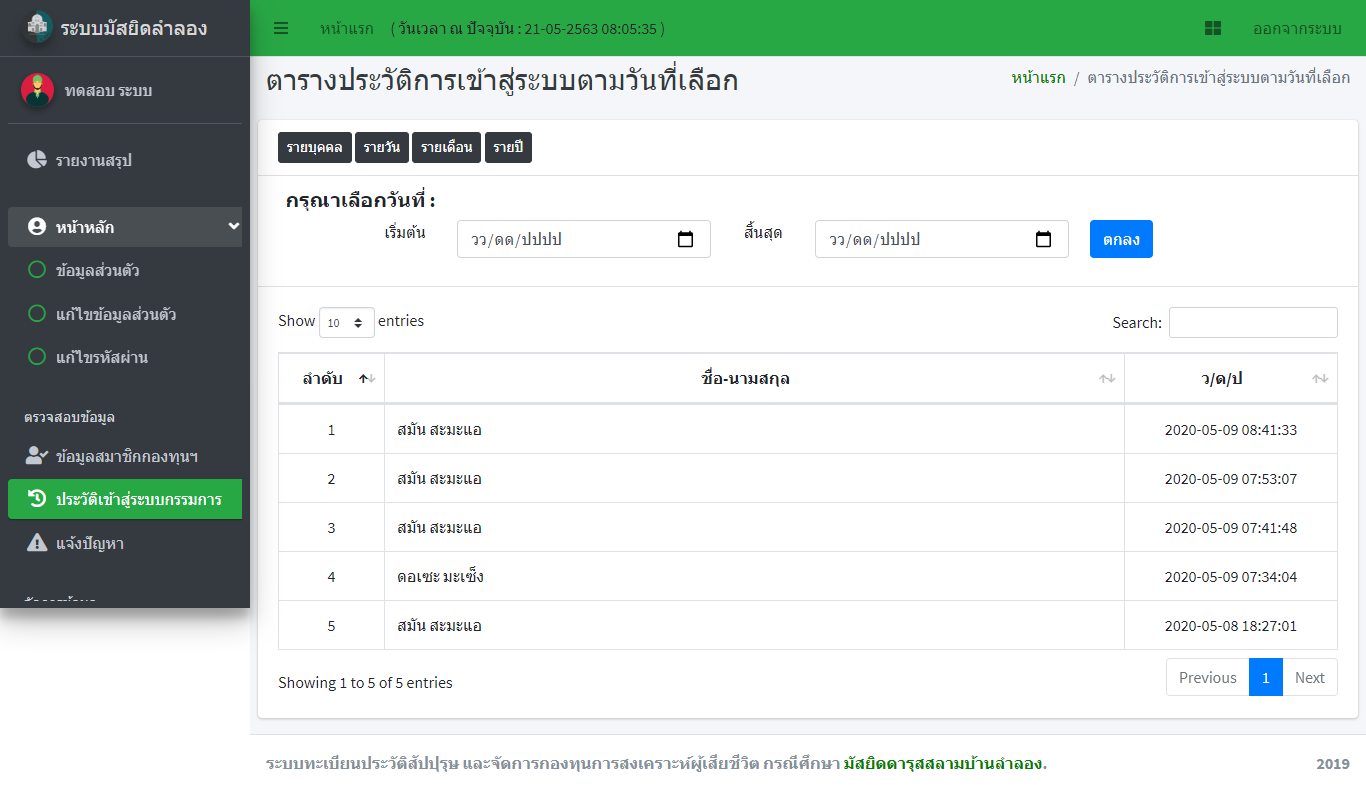 ระบบมัสยิดลำลอง
หน้าแรก ( วันเวลา ณ ปัจจุบัน : 21-05-2563 08:05:35 ) ออกจากระบบ
ทดสอบ ระบบ
รายงานสรุป
หน้าหลัก
ข้อมูลส่วนตัว
แก้ไขข้อมูลส่วนตัว
แก้ไขรหัสผ่าน
ตรวจสอบข้อมูล
ข้อมูลสมาชิกกองทุนฯ
ประวัติเข้าสู่ระบบกรรมการ
แจ้งปัญหา
ตารางประวัติการเข้าสู่ระบบตามวันที่เลือก
หน้าแรก / ตารางประวัติการเข้าสู่ระบบตามวันที่เลือก
รายบุคคล รายวัน รายเดือน รายปี
กรุณาเลือกวันที่ :
เริ่มต้น วว/ดด/ปปปป สิ้นสุด วว/ดด/ปปปป ตกลง
Show 10 entries Search:
ลำดับ ชื่อ-นามสกุล ว/ด/ป
1 สมัน สะมะแอ 2020-05-09 08:41:33
2 สมัน สะมะแอ 2020-05-09 07:53:07
3 สมัน สะมะแอ 2020-05-09 07:41:48
4 ดอเซะ มะเซ็ง 2020-05-09 07:34:04
5 สมัน สะมะแอ 2020-05-08 18:27:01
Showing 1 to 5 of 5 entries Previous 1 Next
ระบบทะเบียนประวัติสัปปุรุษ และจัดการกองทุนการสงเคราะห์ผู้เสียชีวิต กรณีศึกษา มัสยิดดารุสสลามบ้านลำลอง. 2019